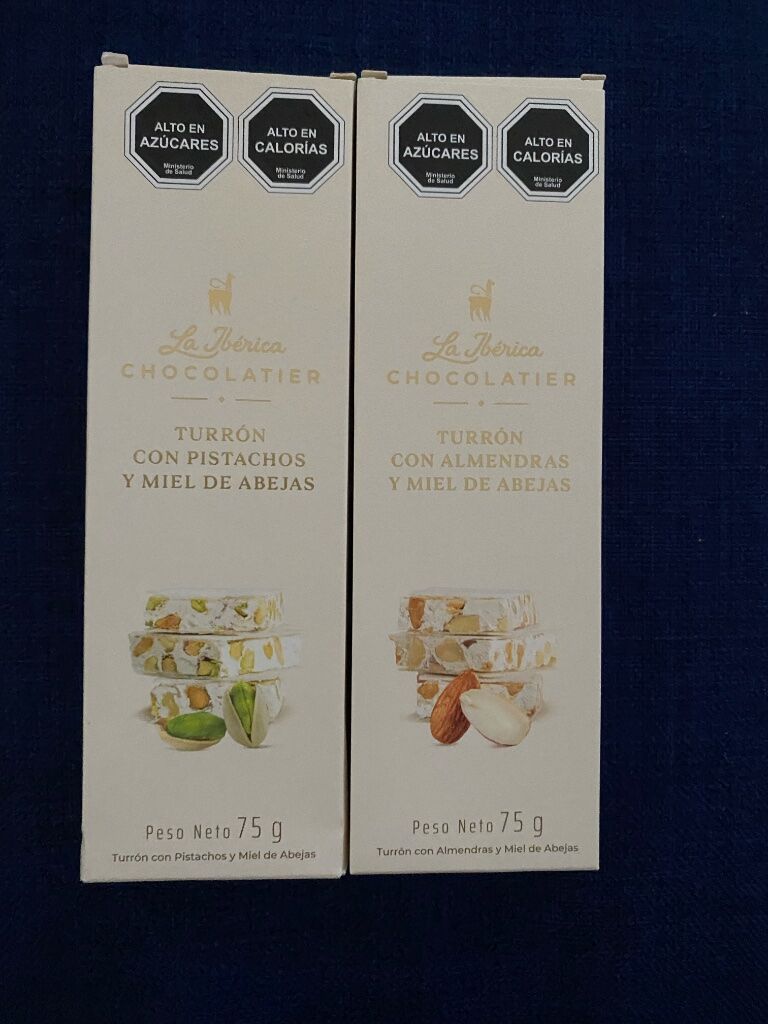 ALTO EN
AZÚCARES
Ministerio
de Salud
ALTO EN
CALORÍAS
Ministerio
de Salud
La Ibérica
CHOCOLATIER
TURRÓN
CON PISTACHOS
Y MIEL DE ABEJAS
Peso Neto 75 g
Turrón con Pistachos y Miel de Abejas
ALTO EN
AZÚCARES
Ministerio
de Salud
ALTO EN
CALORÍAS
Ministerio
de Salud
La Ibérica
CHOCOLATIER
TURRÓN
CON ALMENDRAS
Y MIEL DE ABEJAS
Peso Neto 75 g
Turrón con Almendras y Miel de Abejas